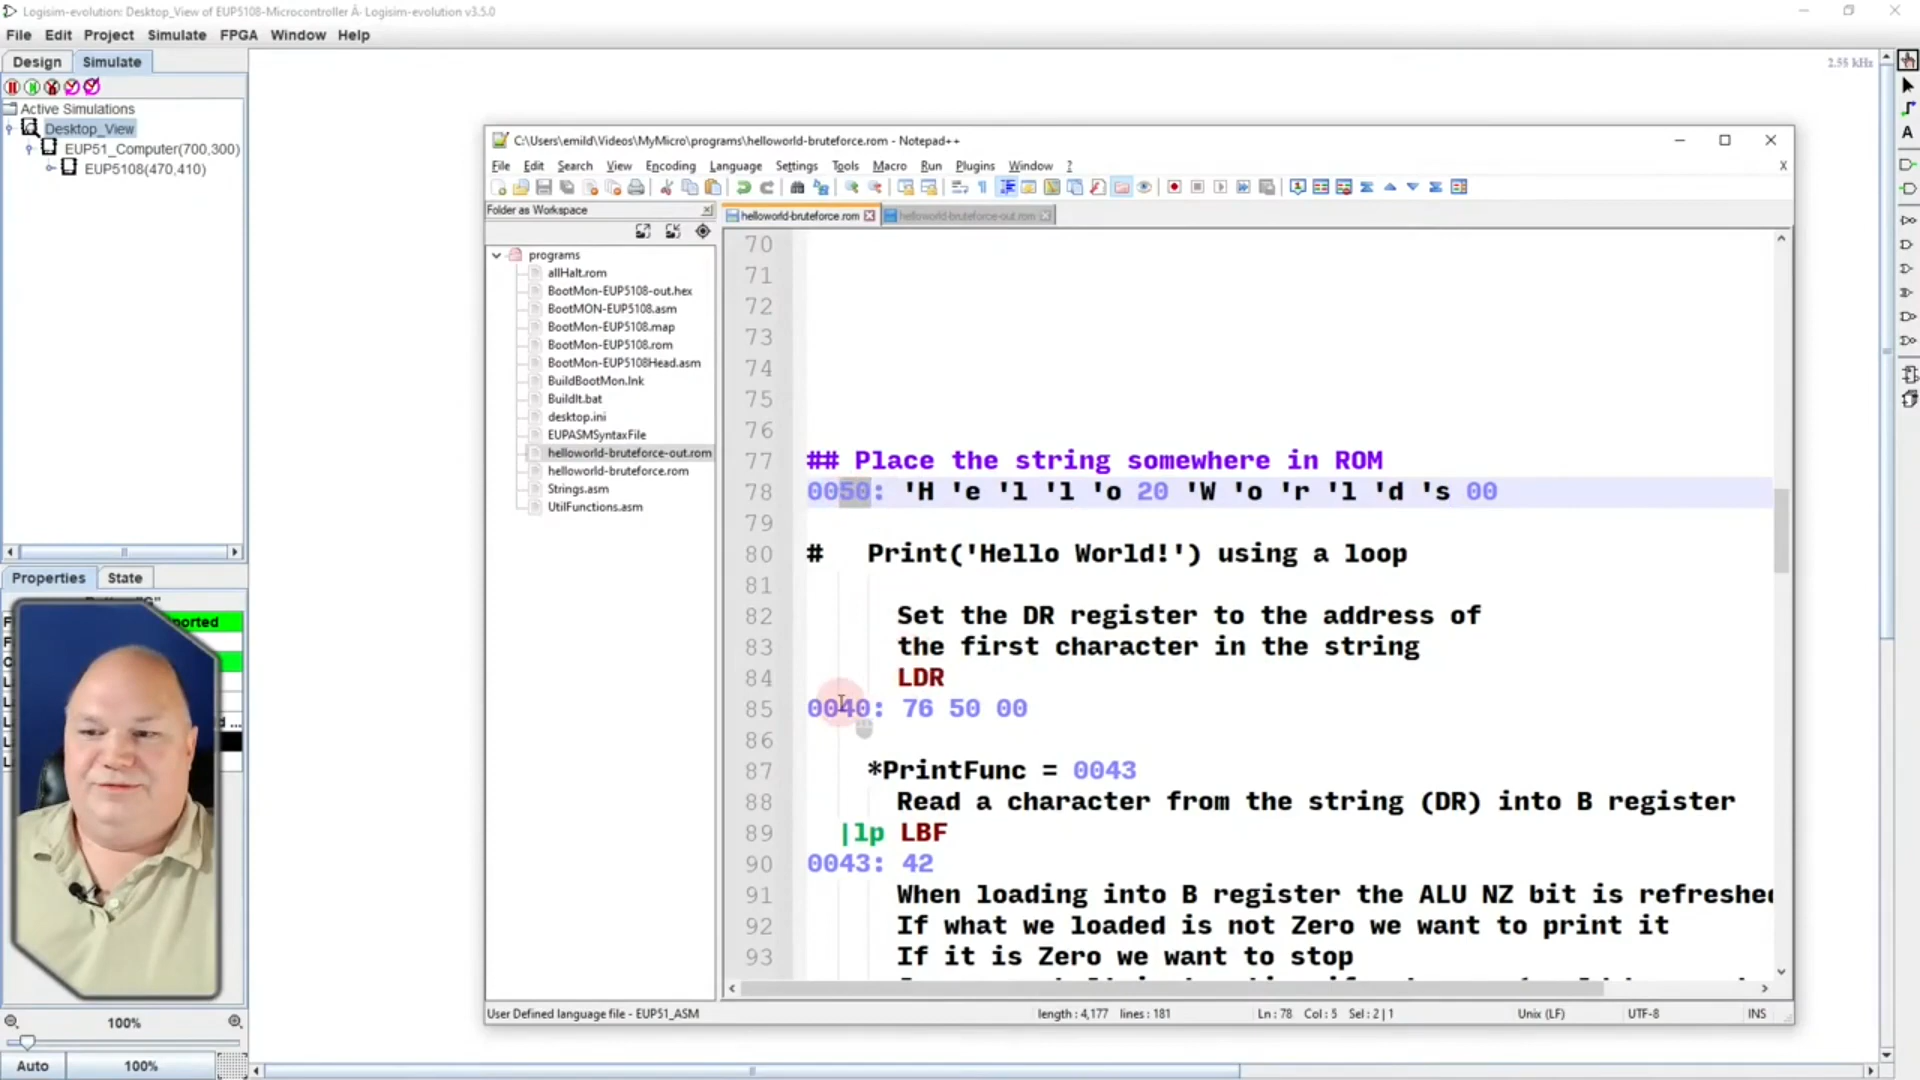 Logisim-evolution: Desktop_View of EUP5108-Microcontroller Â· Logisim-evolution v3.5.0
File Edit Project Simulate FPGA Window Help
Design Simulate
Active Simulations
Desktop_View
EUP51_Computer(700,300)
EUP5108(470,410)
2.55 kHz
A
C:\Users\emild\Videos\MyMicro\programs\helloworld-bruteforce.rom - Notepad++
File Edit Search View Encoding Language Settings Tools Macro Run Plugins Window ? X
Folder as Workspace
helloworld-bruteforce.rom helloworld-bruteforce-out.rom
programs
allHalt.rom
BootMon-EUP5108-out.hex
BootMON-EUP5108.asm
BootMon-EUP5108.map
BootMon-EUP5108.rom
BootMon-EUP5108Head.asm
BuildBootMon.lnk
BuildIt.bat
desktop.ini
EUPASMSyntaxFile
helloworld-bruteforce-out.rom
helloworld-bruteforce.rom
Strings.asm
UtilFunctions.asm
70
71
72
73
74
75
76
77 ## Place the string somewhere in ROM
78 0050: 'H 'e 'l 'l 'o 20 'W 'o 'r 'l 'd 's 00
79
80 # Print('Hello World!') using a loop
81
82 Set the DR register to the address of
83 the first character in the string
84 LDR
85 0040: 76 50 00
86
87 *PrintFunc = 0043
88 Read a character from the string (DR) into B register
89 |lp LBF
90 0043: 42
91 When loading into B register the ALU NZ bit is refreshed
92 If what we loaded is not Zero we want to print it
93 If it is Zero we want to stop
User Defined language file - EUP51_ASM length : 4,177 lines : 181 Ln : 78 Col : 5 Sel : 2 | 1 Unix (LF) UTF-8 INS
Properties State
ported
d ...
100%
Auto 100%